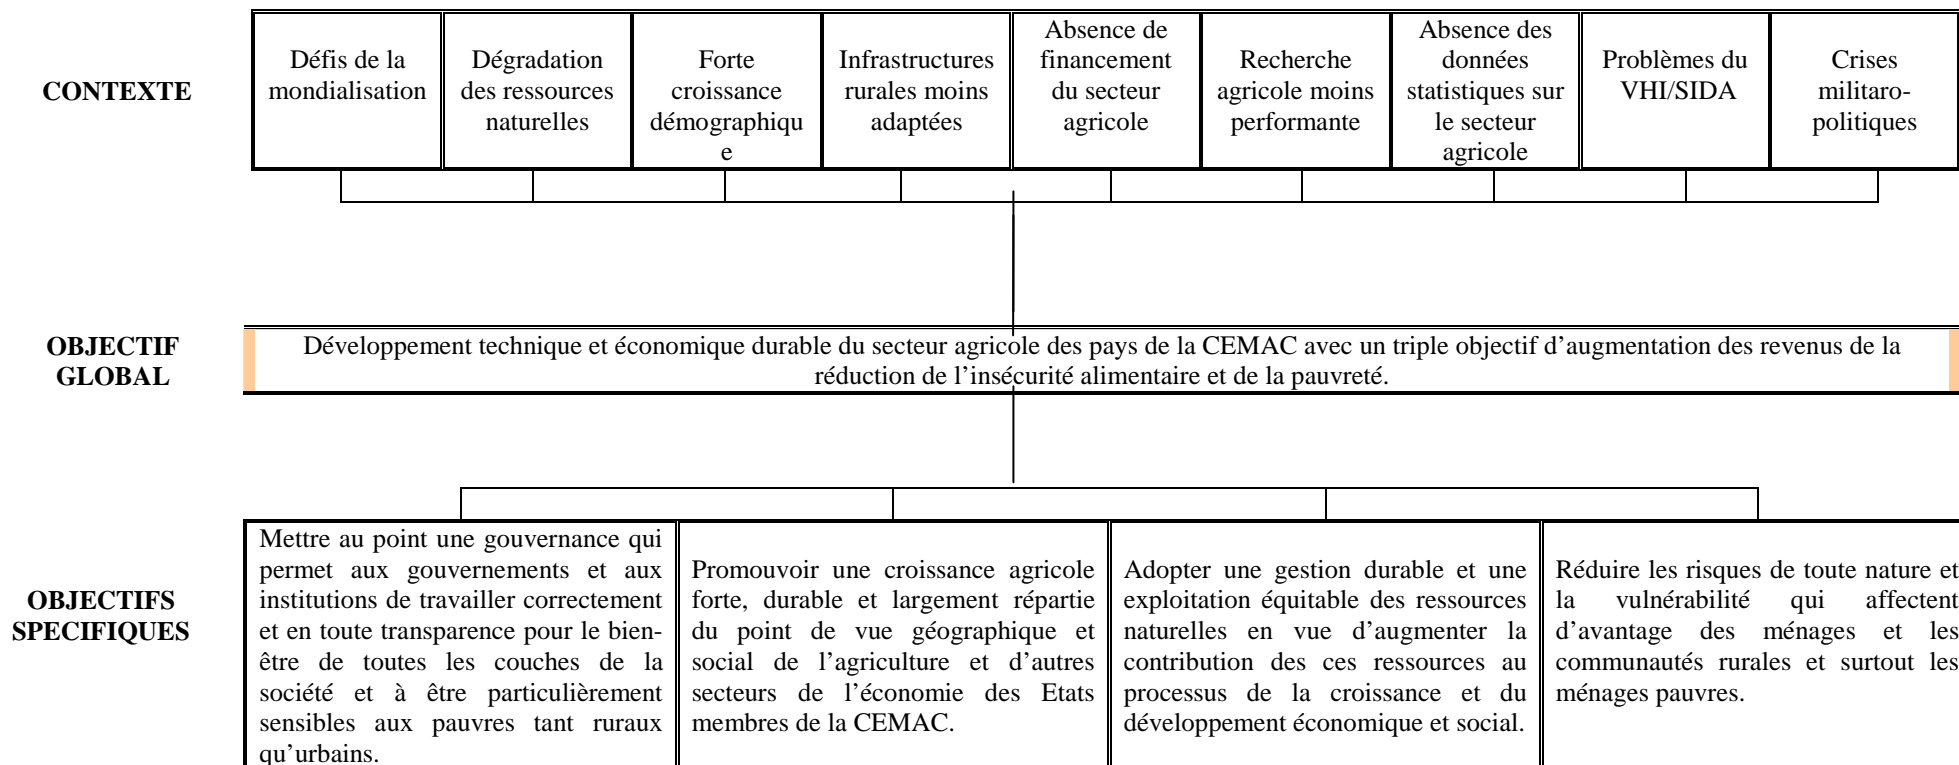 CONTEXTE
Défis de la
mondialisation
Dégradation
des ressources
naturelles
Forte
croissance
démographiqu
e
Infrastructures
rurales moins
adaptées
Absence de
financement
du secteur
agricole
Recherche
agricole moins
performante
Absence des
données
statistiques sur
le secteur
agricole
Problèmes du
VHI/SIDA
Crises
militaro-
politiques
OBJECTIF
GLOBAL
Développement technique et économique durable du secteur agricole des pays de la CEMAC avec un triple objectif d’augmentation des revenus de la
réduction de l’insécurité alimentaire et de la pauvreté.
OBJECTIFS
SPECIFIQUES
Mettre au point une gouvernance qui
permet aux gouvernements et aux
institutions de travailler correctement
et en toute transparence pour le bien-
être de toutes les couches de la
société et à être particulièrement
sensibles aux pauvres tant ruraux
qu’urbains.
Promouvoir une croissance agricole
forte, durable et largement répartie
du point de vue géographique et
social de l’agriculture et d’autres
secteurs de l’économie des Etats
membres de la CEMAC.
Adopter une gestion durable et une
exploitation équitable des ressources
naturelles en vue d’augmenter la
contribution des ces ressources au
processus de la croissance et du
développement économique et social.
Réduire les risques de toute nature et
la vulnérabilité qui affectent
d’avantage des ménages et les
communautés rurales et surtout les
ménages pauvres.